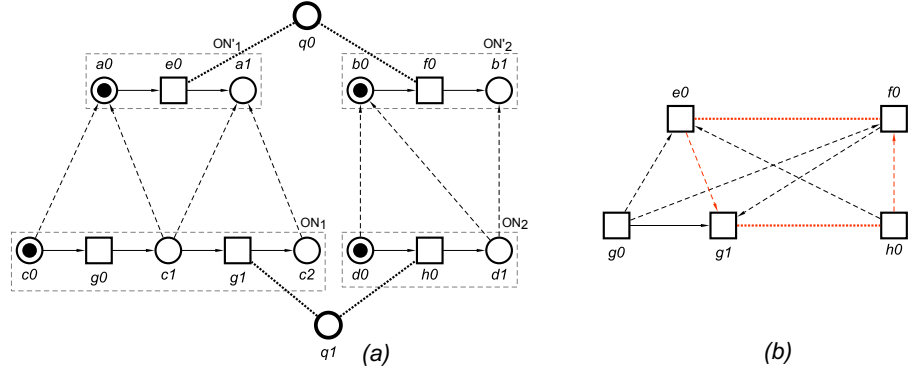 q0
ON'1
ON'2
a0 e0 a1
b0 f0 b1
e0 f0
ON1
ON2
c0 g0 c1 g1 c2
d0 h0 d1
g0 g1 h0
q1
(a)
(b)